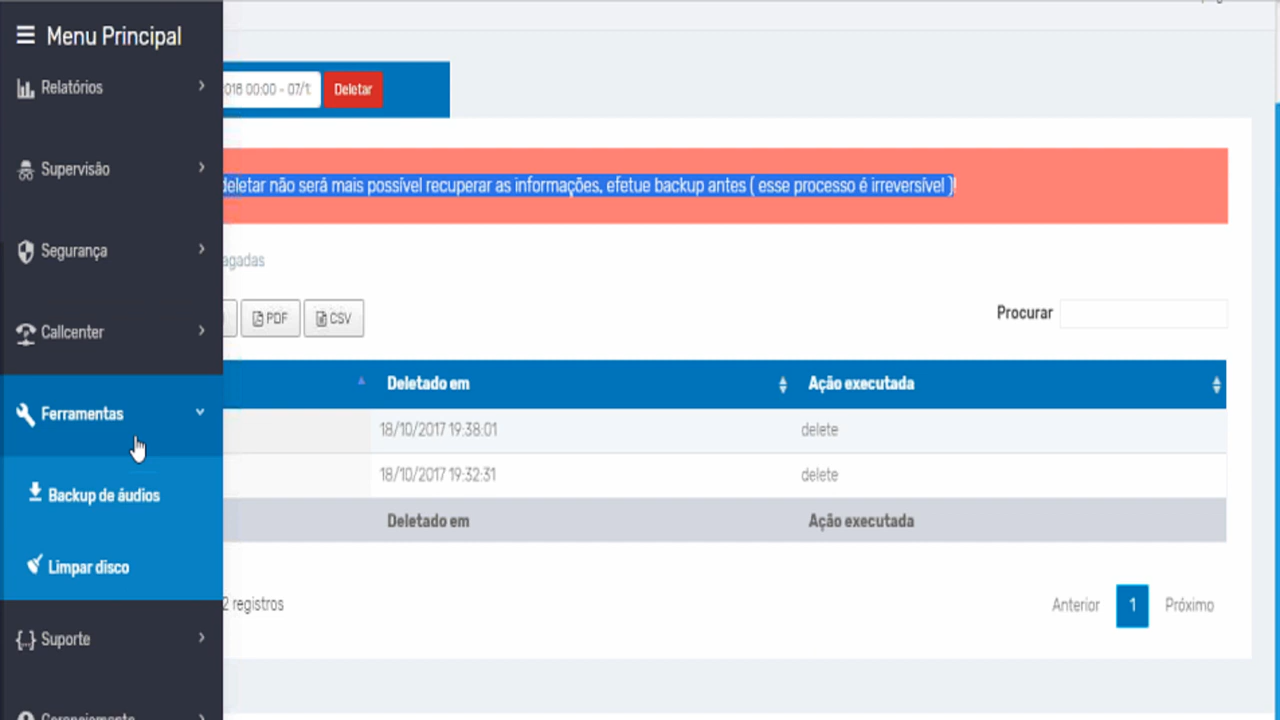 Menu Principal
Relatórios
Supervisão
Segurança
Callcenter
Ferramentas
Backup de áudios
Limpar disco
Suporte
00:00 - 07/1
Deletar
deletar não será mais possível recuperar as informações, efetue backup antes ( esse processo é irreversível )!
PDF
CSV
Procurar
Deletado em
Ação executada
18/10/2017 19:38:01
delete
18/10/2017 19:32:31
delete
Deletado em
Ação executada
2 registros
Anterior
1
Próximo